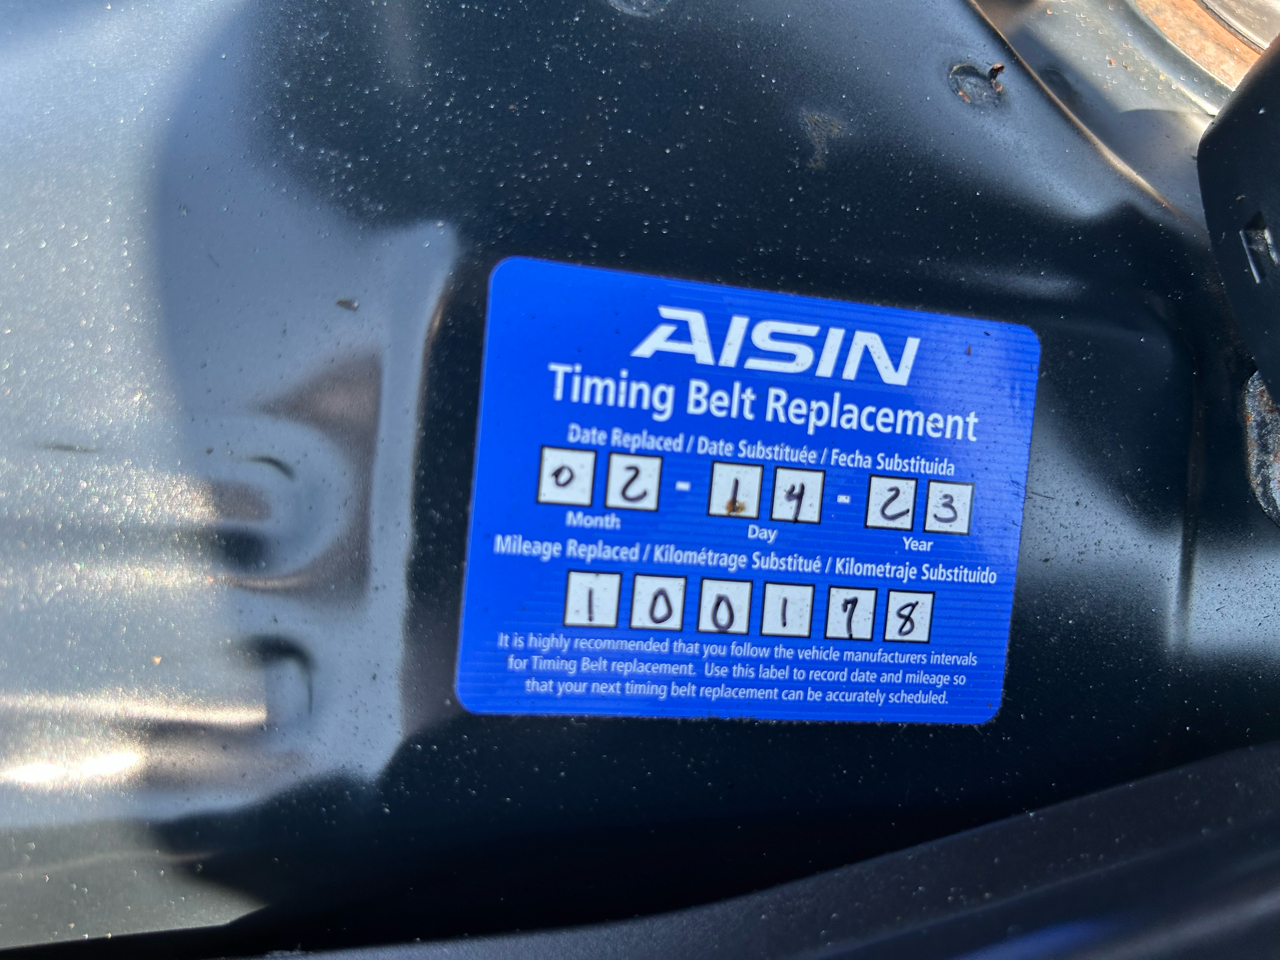 AISIN
Timing Belt Replacement
Date Replaced / Date Substituée / Fecha Substituida
02-14-23
Month Day Year
Mileage Replaced / Kilométrage Substitué / Kilometraje Substituido
100178
It is highly recommended that you follow the vehicle manufacturers intervals
for Timing Belt replacement. Use this label to record date and mileage so
that your next timing belt replacement can be accurately scheduled.